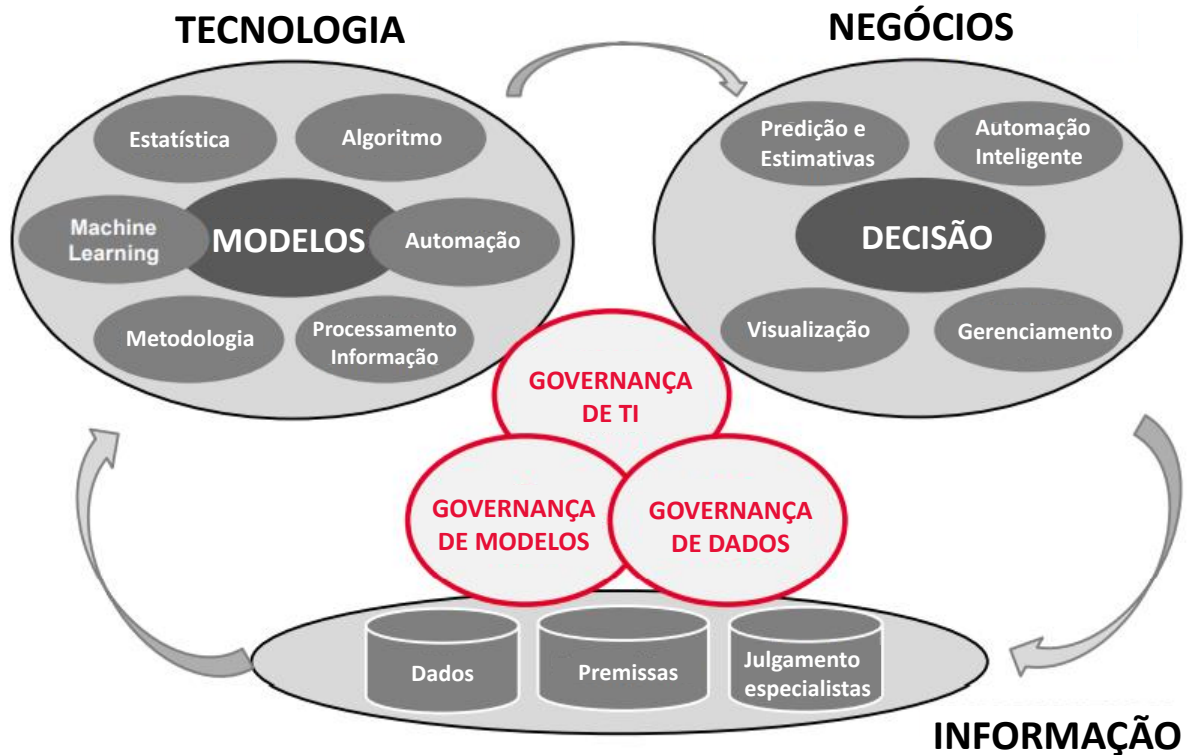 TECNOLOGIA
NEGÓCIOS
Estatística
Algoritmo
Machine
Learning
MODELOS
Automação
Metodologia
Processamento
Informação
Predição e
Estimativas
Automação
Inteligente
DECISÃO
Visualização
Gerenciamento
GOVERNANÇA
DE TI
GOVERNANÇA
DE MODELOS
GOVERNANÇA
DE DADOS
Dados
Premissas
Julgamento
especialistas
INFORMAÇÃO